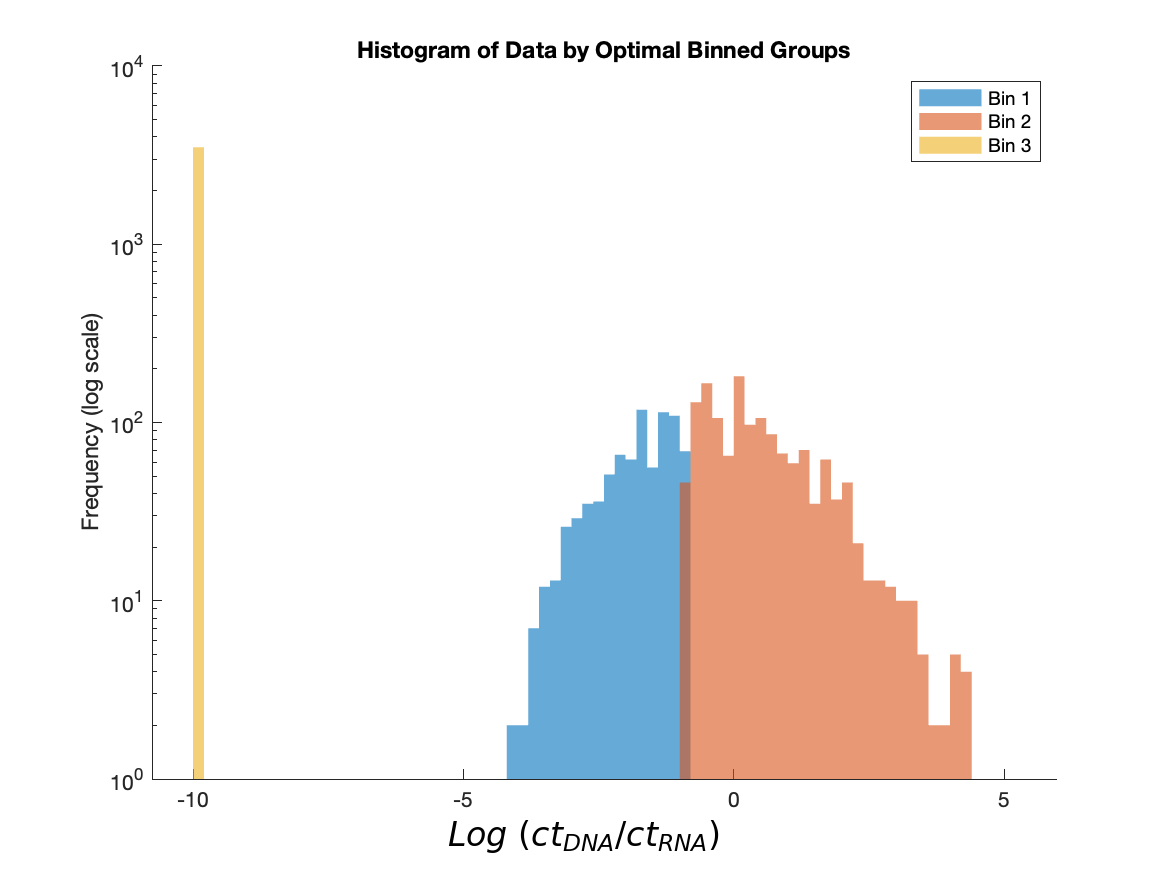 Histogram of Data by Optimal Binned Groups
Bin 1
Bin 2
Bin 3
Frequency (log scale)
10^4
10^3
10^2
10^1
10^0
-10 -5 0 5
Log (ct_DNA/ct_RNA)